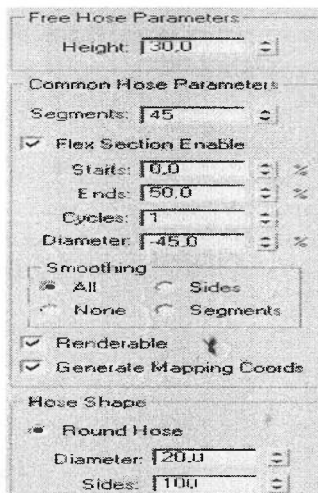 Free Hose Parameters
Height: 30,0
Common Hose Parameters
Segments: 45
Flex Section Enable
Starts: 0,0 %
Ends: 50,0 %
Cycles: 1
Diameter: -45,0 %
Smoothing
All Sides
None Segments
Renderable
Generate Mapping Coords
Hose Shape
Round Hose
Diameter: 20,0
Sides: 100